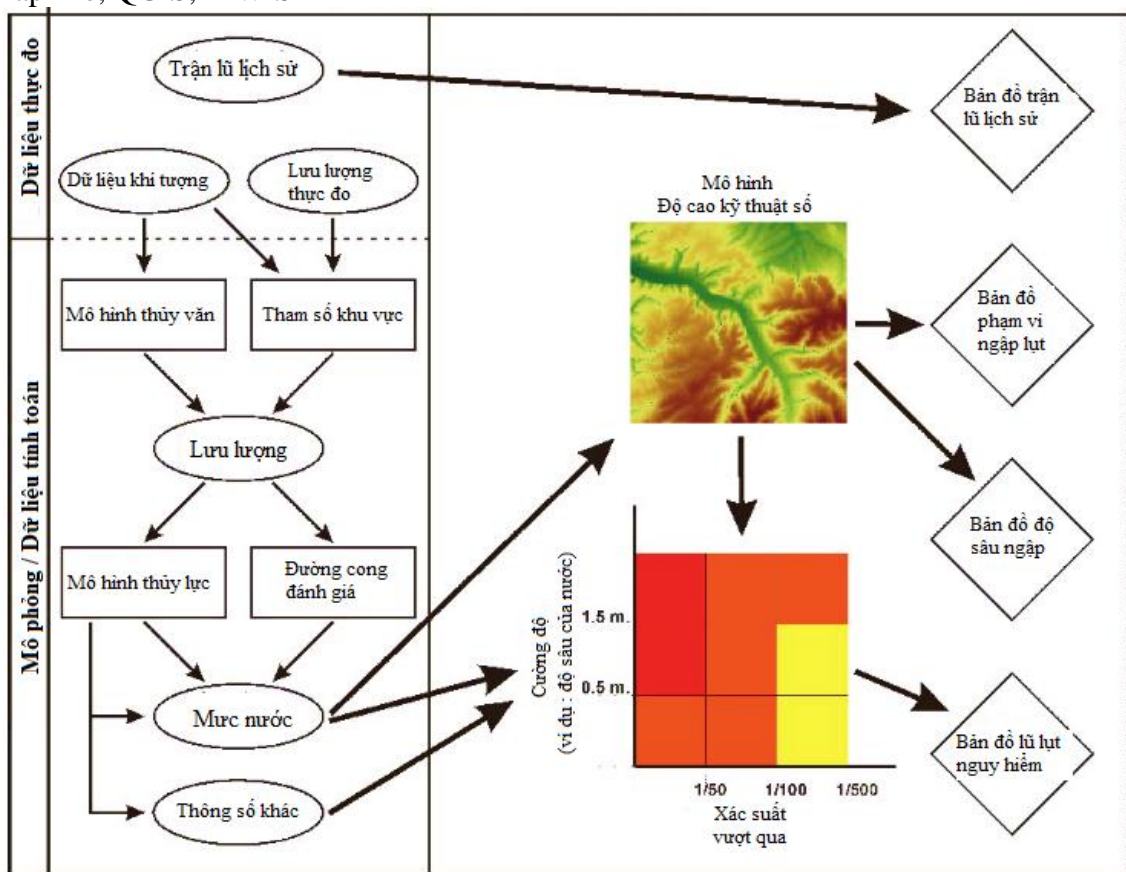 Dữ liệu thực đo
Trận lũ lịch sử
Bản đồ trận
lũ lịch sử
Dữ liệu khi tượng
Lưu lượng
thực đo
Mô phỏng / Dữ liệu tính toán
Mô hình thủy văn
Tham số khu vực
Mô hình
Độ cao kỹ thuật số
Bản đồ
phạm vi
ngập lụt
Lưu lượng
Bản đồ độ
sâu ngập
Mô hình thủy lực
Đường cong
đánh giá
Mực nước
Thông số khác
Cường độ
(ví dụ : độ sâu của nước)
1.5 m.
0.5 m.
1/50
1/100
1/500
Xác suất
vượt qua
Bản đồ lũ lụt
nguy hiểm